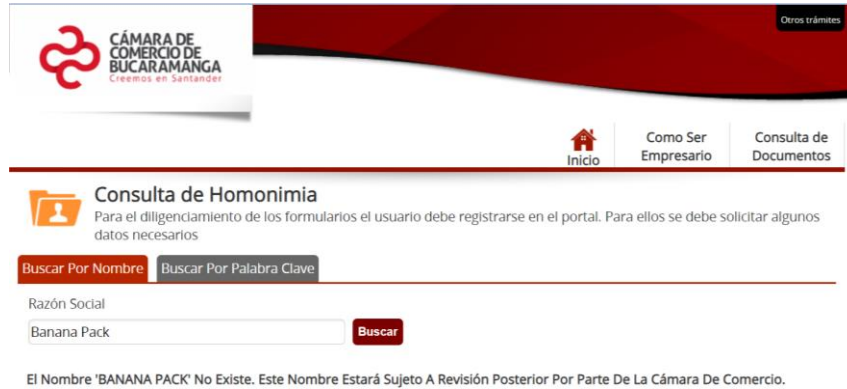 Otros trámites
CÁMARA DE
COMERCIO DE
BUCARAMANGA
Creemos en Santander
Inicio
Como Ser
Empresario
Consulta de
Documentos
Consulta de Homonimia
Para el diligenciamiento de los formularios el usuario debe registrarse en el portal. Para ellos se debe solicitar algunos
datos necesarios
Buscar Por Nombre
Buscar Por Palabra Clave
Razón Social
Banana Pack
Buscar
El Nombre 'BANANA PACK' No Existe. Este Nombre Estará Sujeto A Revisión Posterior Por Parte De La Cámara De Comercio.